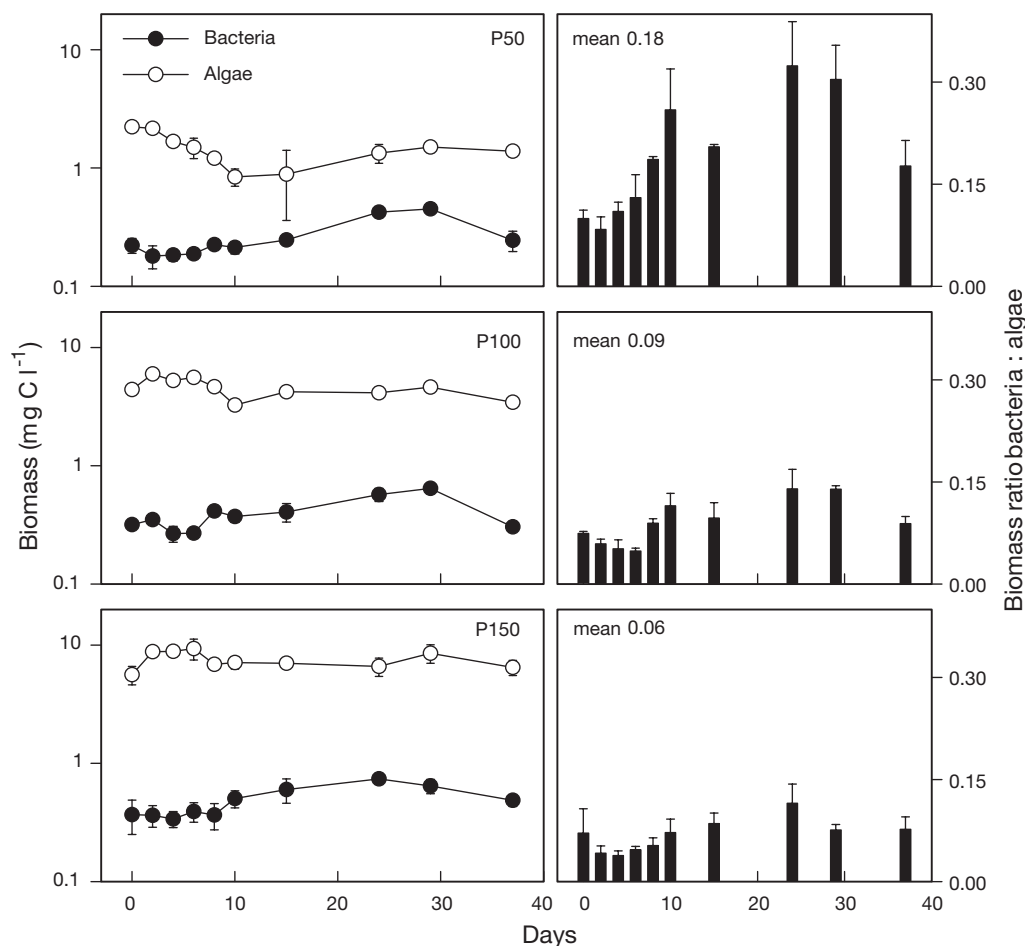 Bacteria
Algae
P50
mean 0.18
10
1
0.1
0.30
0.15
0.00
P100
mean 0.09
10
1
0.1
0.30
0.15
0.00
P150
mean 0.06
10
1
0.1
0.30
0.15
0.00
0 10 20 30 40
0 10 20 30 40
Days
Biomass (mg C l⁻¹)
Biomass ratio bacteria : algae